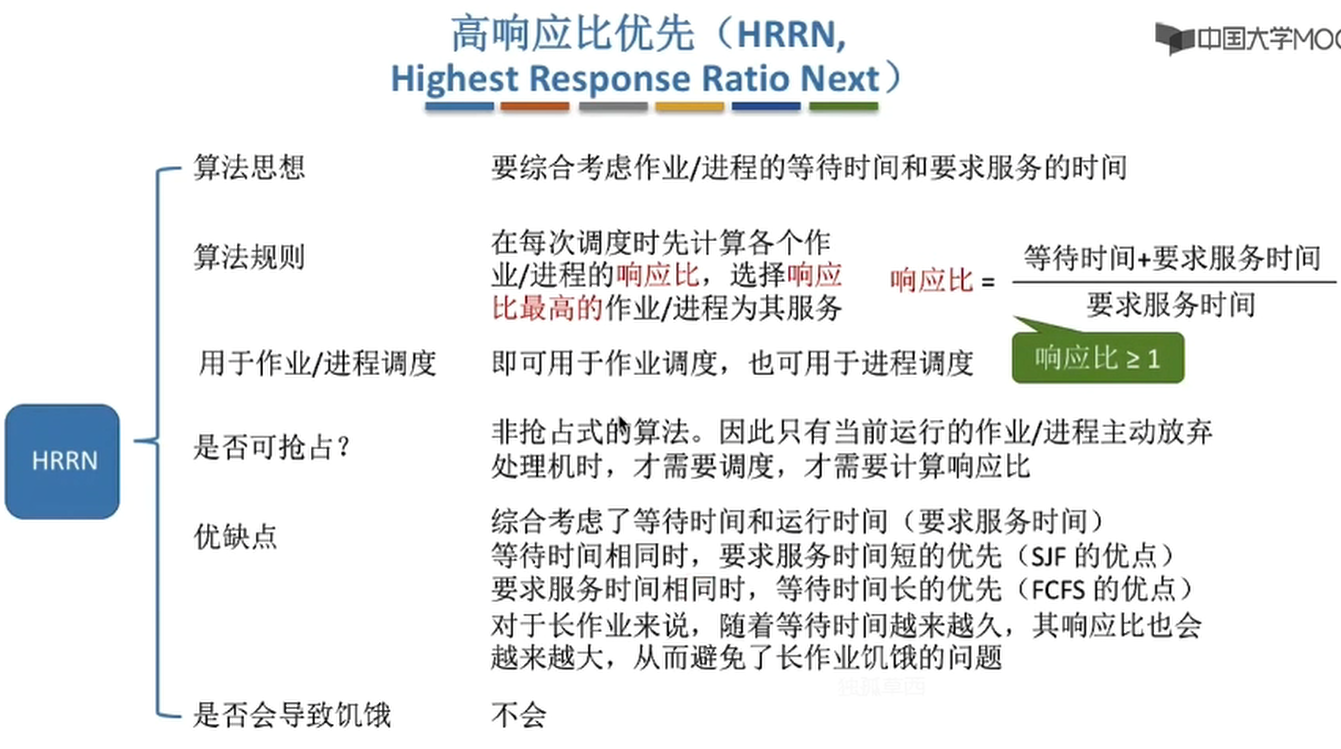 高响应比优先（HRRN,
Highest Response Ratio Next）
中国大学MOO
算法思想
要综合考虑作业/进程的等待时间和要求服务的时间
算法规则
在每次调度时先计算各个作
业/进程的响应比，选择响应
比最高的作业/进程为其服务
响应比 =
等待时间+要求服务时间
要求服务时间
响应比 ≥ 1
用于作业/进程调度
即可用于作业调度，也可用于进程调度
HRRN
是否可抢占？
非抢占式的算法。因此只有当前运行的作业/进程主动放弃
处理机时，才需要调度，才需要计算响应比
优缺点
综合考虑了等待时间和运行时间（要求服务时间）
等待时间相同时，要求服务时间短的优先（SJF 的优点）
要求服务时间相同时，等待时间长的优先（FCFS 的优点）
对于长作业来说，随着等待时间越来越久，其响应比也会
越来越大，从而避免了长作业饥饿的问题
是否会导致饥饿
不会